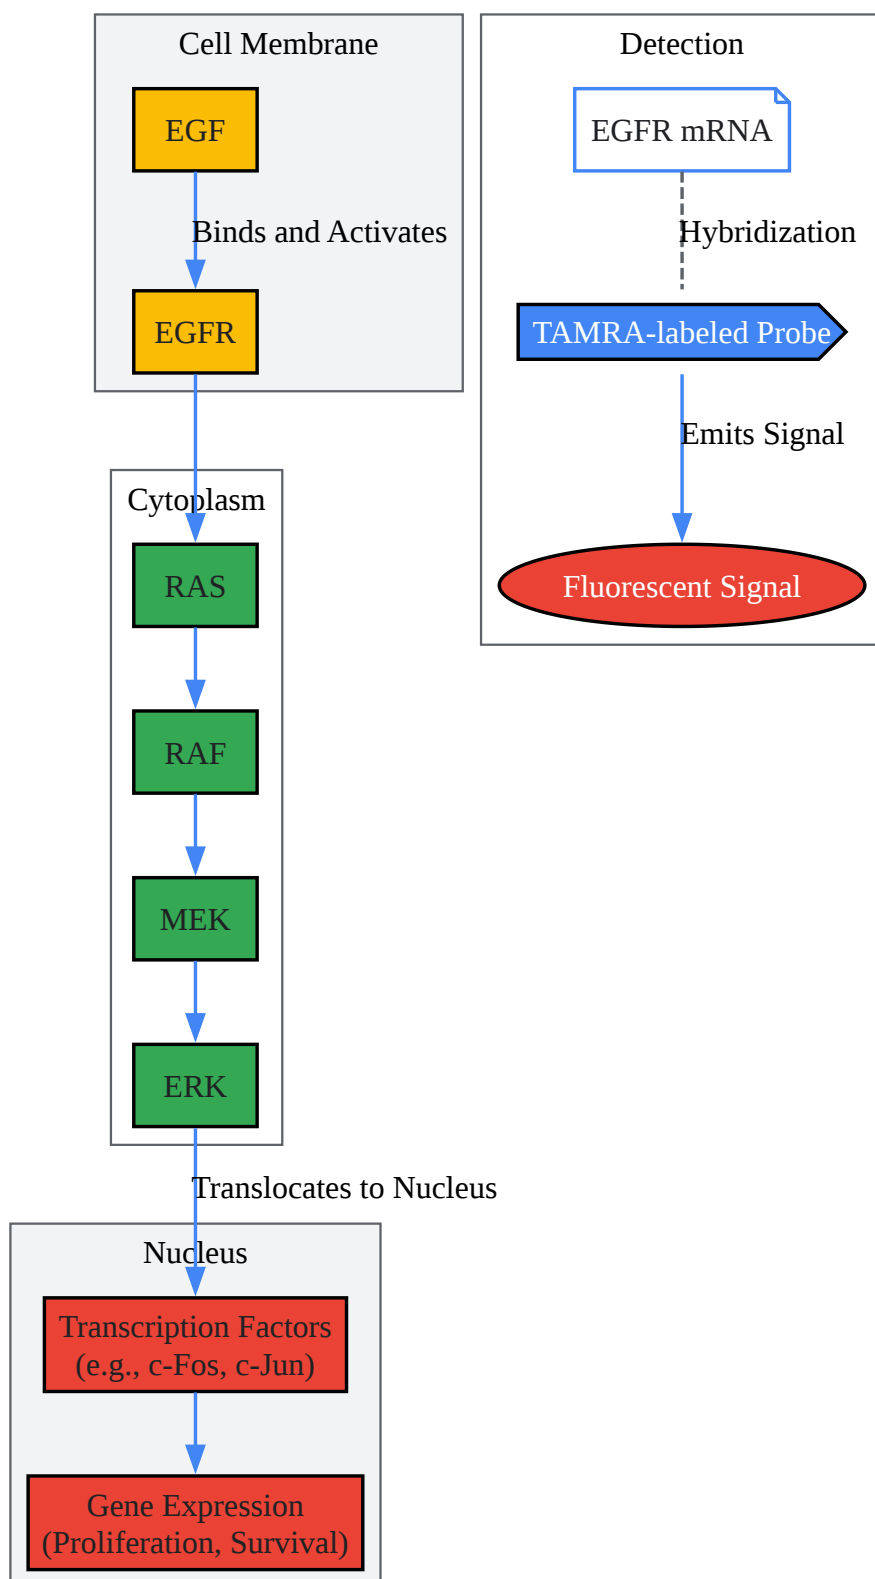 Cell Membrane
EGF
Binds and Activates
EGFR
Cytoplasm
RAS
RAF
MEK
ERK
Translocates to Nucleus
Nucleus
Transcription Factors
(e.g., c-Fos, c-Jun)
Gene Expression
(Proliferation, Survival)
Detection
EGFR mRNA
Hybridization
TAMRA-labeled Probe
Emits Signal
Fluorescent Signal